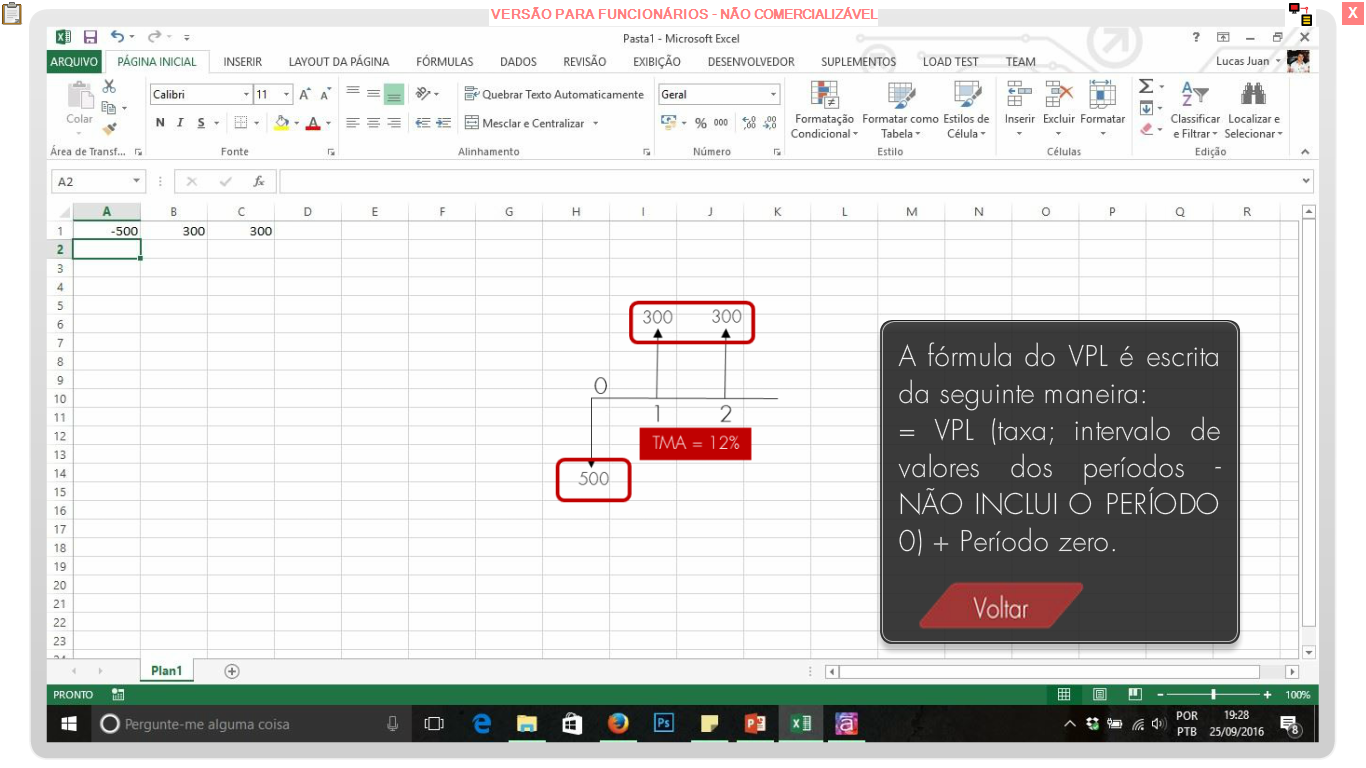 VERSÃO PARA FUNCIONÁRIOS - NÃO COMERCIALIZÁVEL
X
Pasta1 - Microsoft Excel
?
ARQUIVO PÁGINA INICIAL INSERIR LAYOUT DA PÁGINA FÓRMULAS DADOS REVISÃO EXIBIÇÃO DESENVOLVEDOR SUPLEMENTOS LOAD TEST TEAM Lucas Juan
Colar
Calibri 11
N I S
Quebrar Texto Automaticamente
Mesclar e Centralizar
Geral
% 000
Formatação Condicional
Formatar como Tabela
Estilos de Célula
Inserir Excluir Formatar
Classificar e Filtrar
Localizar e Selecionar
Área de Transf... Fonte Alinhamento Número Estilo Células Edição
A2 fx
A B C D E F G H I J K L M N O P Q R
1 -500 300 300
2
3
4
5
6
7
8
9
10
11
12
13
14
15
16
17
18
19
20
21
22
23
24
300 300
0
1 2
TMA = 12%
500
A fórmula do VPL é escrita
da seguinte maneira:
= VPL (taxa; intervalo de
valores dos períodos -
NÃO INCLUI O PERÍODO
0) + Período zero.
Voltar
Plan1
PRONTO 100%
Pergunte-me alguma coisa
Ps
POR
PTB
19:28
25/09/2016
8